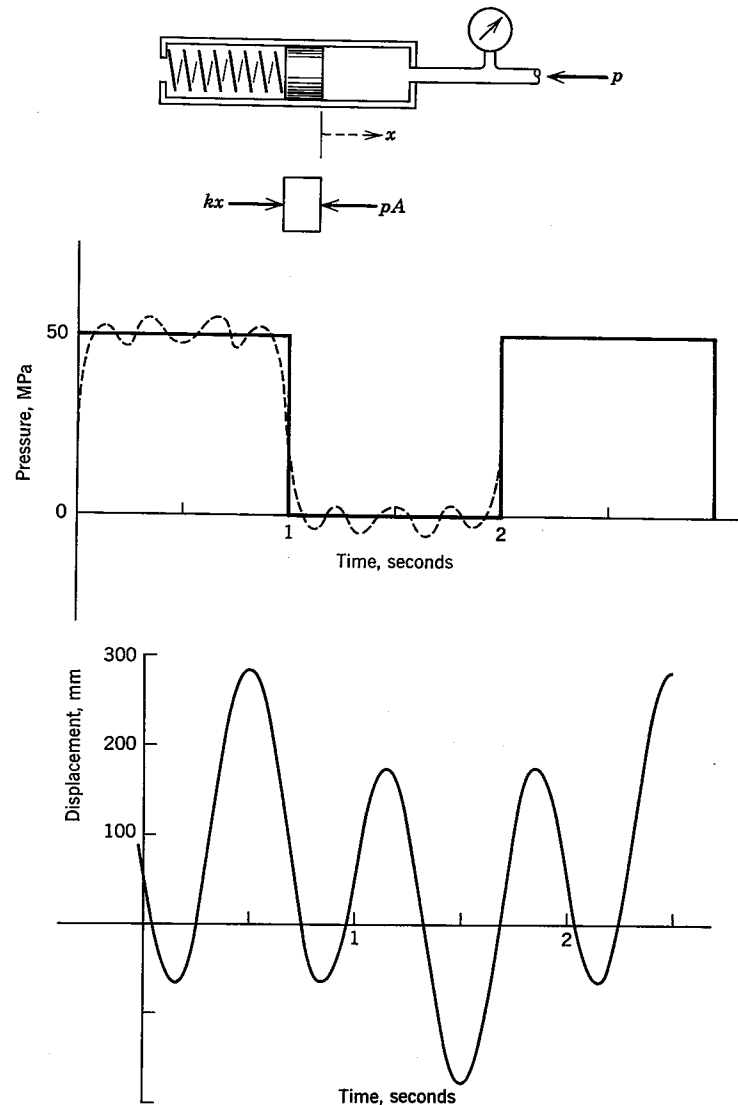 p
x
kx
pA
50
Pressure, MPa
0
1
2
Time, seconds
300
Displacement, mm
200
100
1
2
Time, seconds